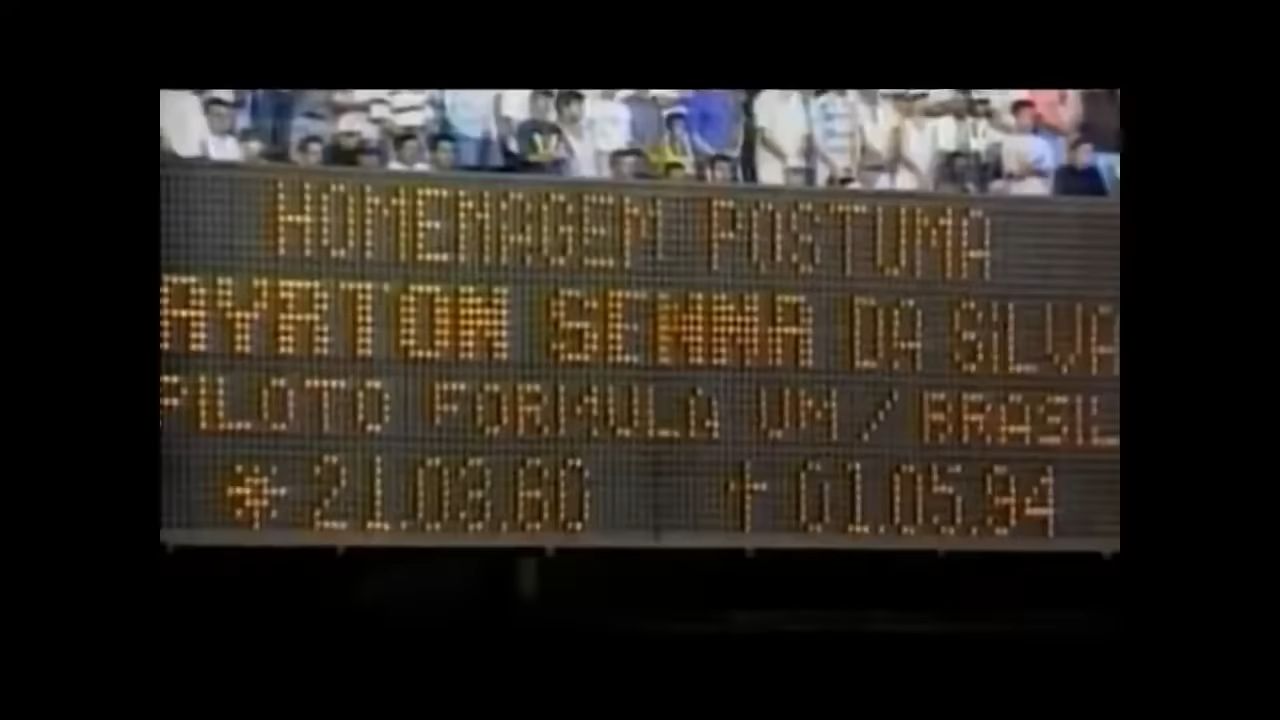 HOMENAGEM POSTUMA
AYRTON SENNA DA SILVA
PILOTO FORMULA UM / BRASIL
* 21.03.60 † 01.05.94